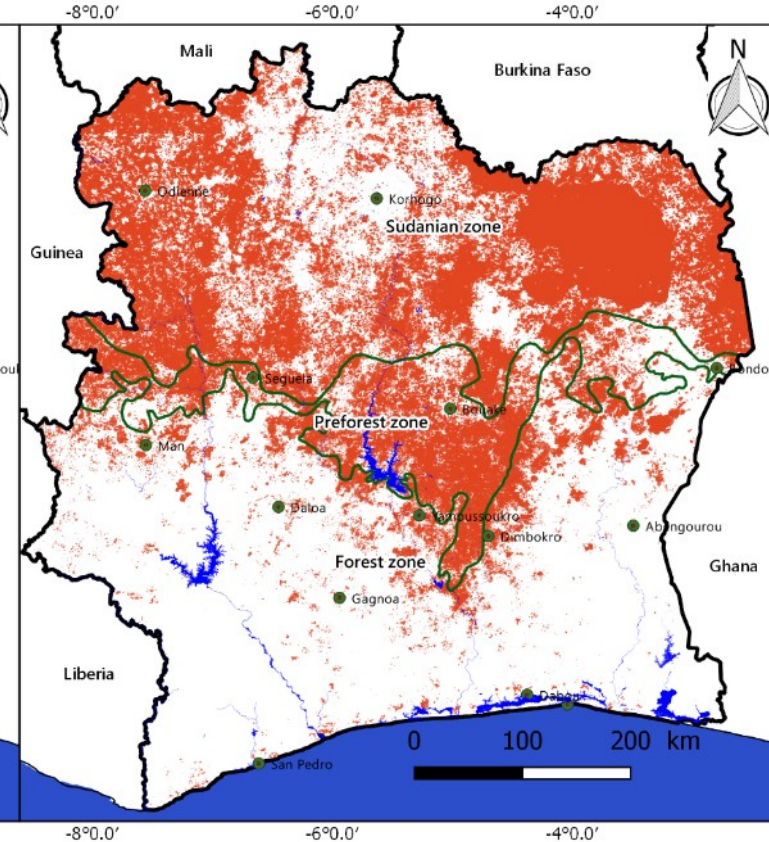 -8°0.0′ -6°0.0′ -4°0.0′
Mali
Burkina Faso
N
Odienne
Korhogo
Sudanian zone
Guinea
Seguela
Bouake
Preforest zone
Man
Daloa
Yamoussoukro
Dimbokro
Abengourou
Forest zone
Ghana
Gagnoa
Liberia
Dabou
0 100 200 km
San Pedro
-8°0.0′ -6°0.0′ -4°0.0′